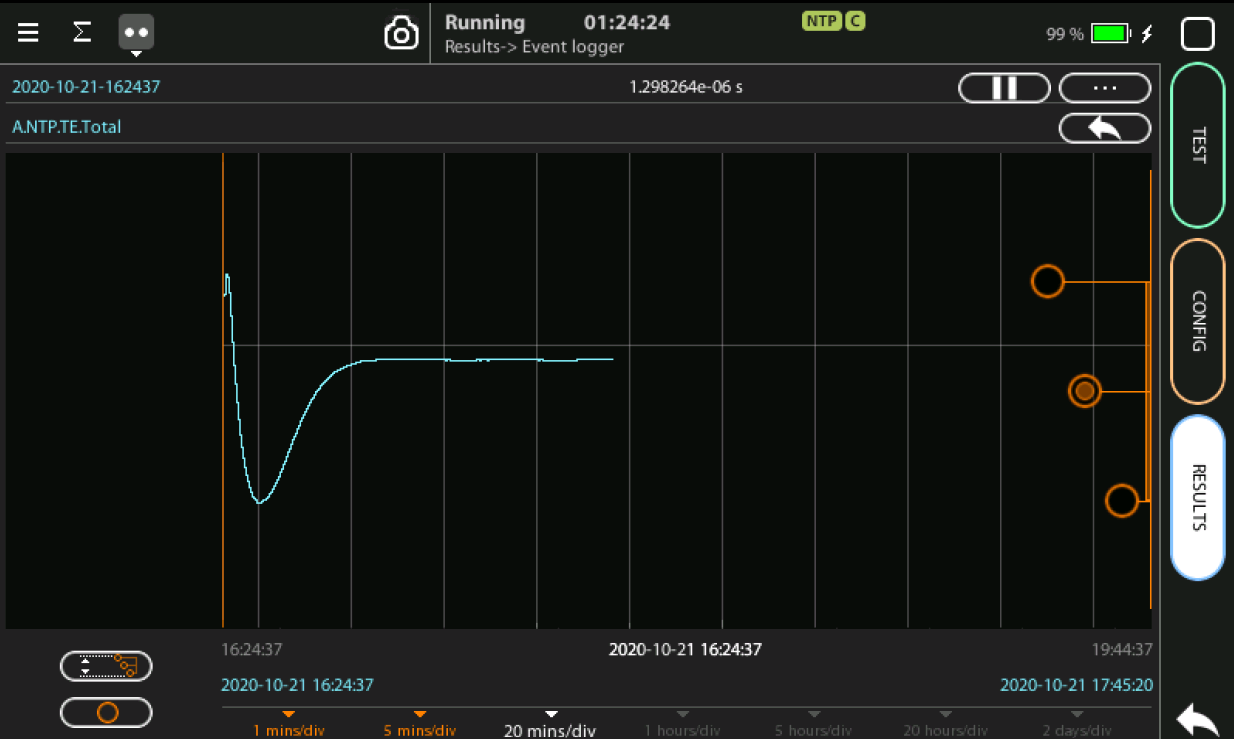 Running 01:24:24 NTP C
99 %
Results-> Event logger
2020-10-21-162437 1.298264e-06 s
A.NTP.TE.Total
TEST
CONFIG
RESULTS
16:24:37 2020-10-21 16:24:37 19:44:37
2020-10-21 16:24:37 2020-10-21 17:45:20
1 mins/div 5 mins/div 20 mins/div 1 hours/div 5 hours/div 20 hours/div 2 days/div